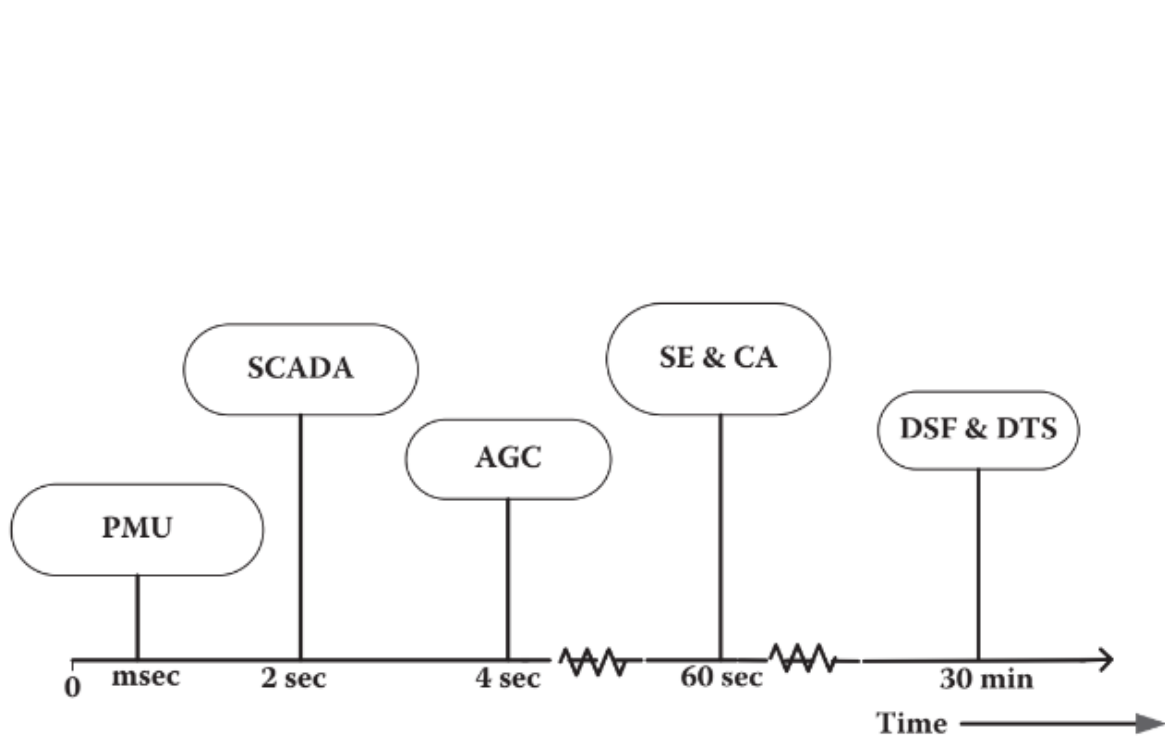 SE & CA
SCADA
DSF & DTS
AGC
PMU
0
msec
2 sec
4 sec
60 sec
30 min
Time